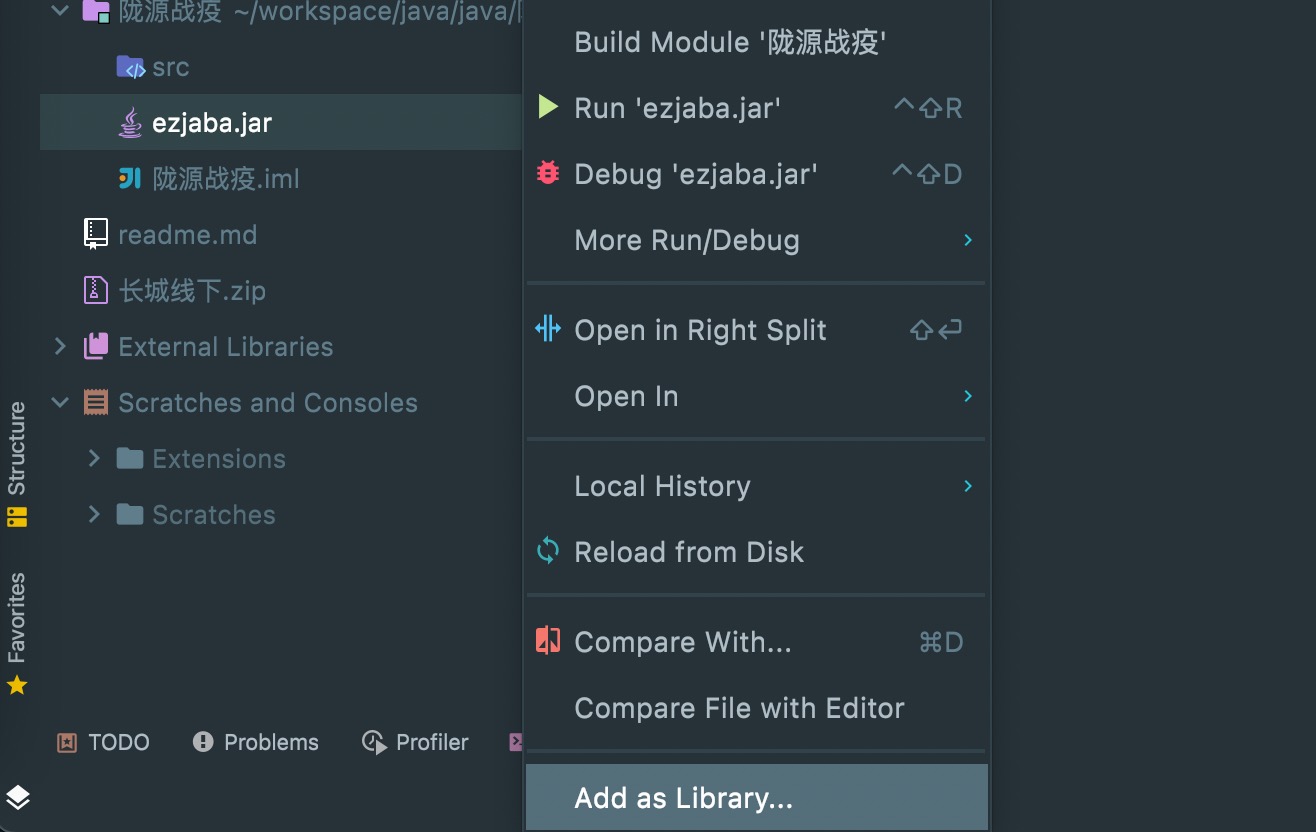 陇源战疫 ~/workspace/java/java/
src
ezjaba.jar
陇源战疫.iml
readme.md
长城线下.zip
External Libraries
Scratches and Consoles
Extensions
Scratches
Structure
Favorites
TODO
Problems
Profiler
Build Module '陇源战疫'
Run 'ezjaba.jar' ^⇧R
Debug 'ezjaba.jar' ^⇧D
More Run/Debug
Open in Right Split ⇧↩
Open In
Local History
Reload from Disk
Compare With... ⌘D
Compare File with Editor
Add as Library...